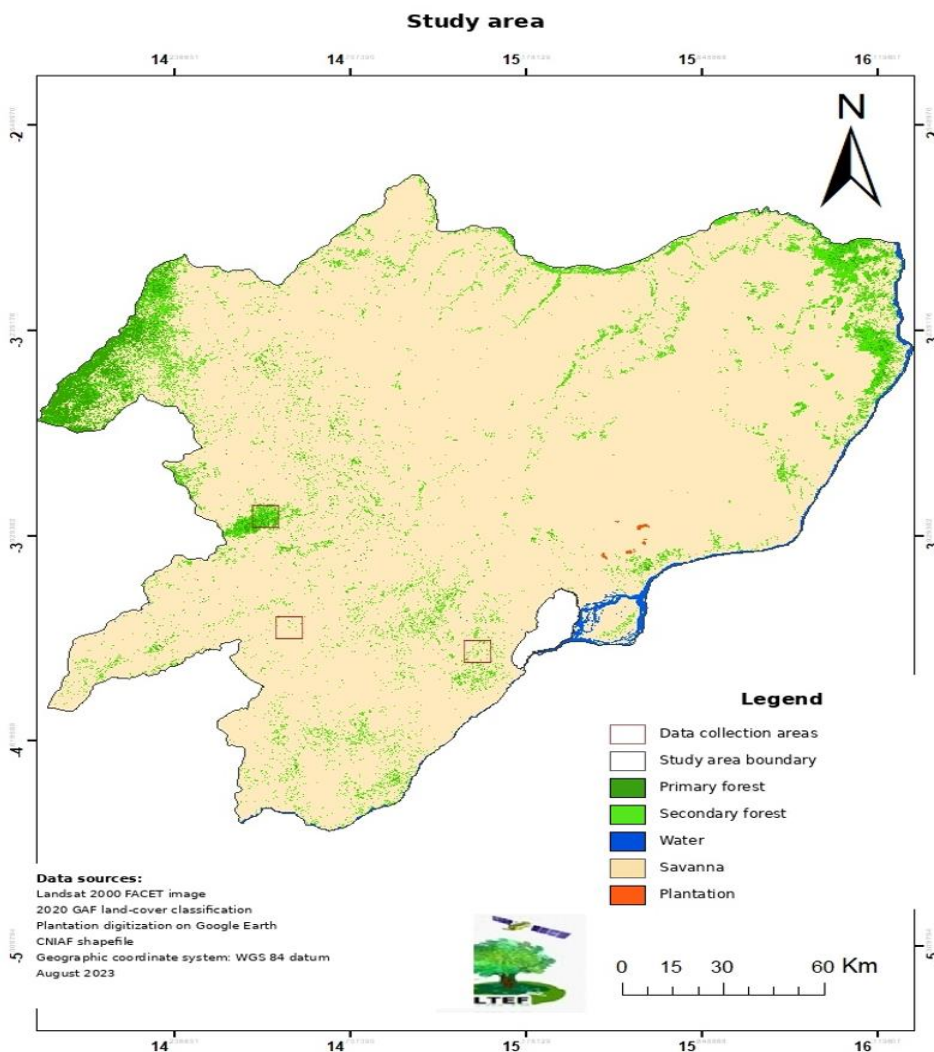 Study area
14 14 15 15 16
-2 2
N
-3 3
3 3
Legend
Data collection areas
Study area boundary
Primary forest
Secondary forest
Water
Savanna
Plantation
4
Data sources:
Landsat 2000 FACET image
2020 GAF land-cover classification
Plantation digitization on Google Earth
CNIAF shapefile
Geographic coordinate system: WGS 84 datum
August 2023
-5
LTEF
0 15 30 60 Km
14 14 15 15 16